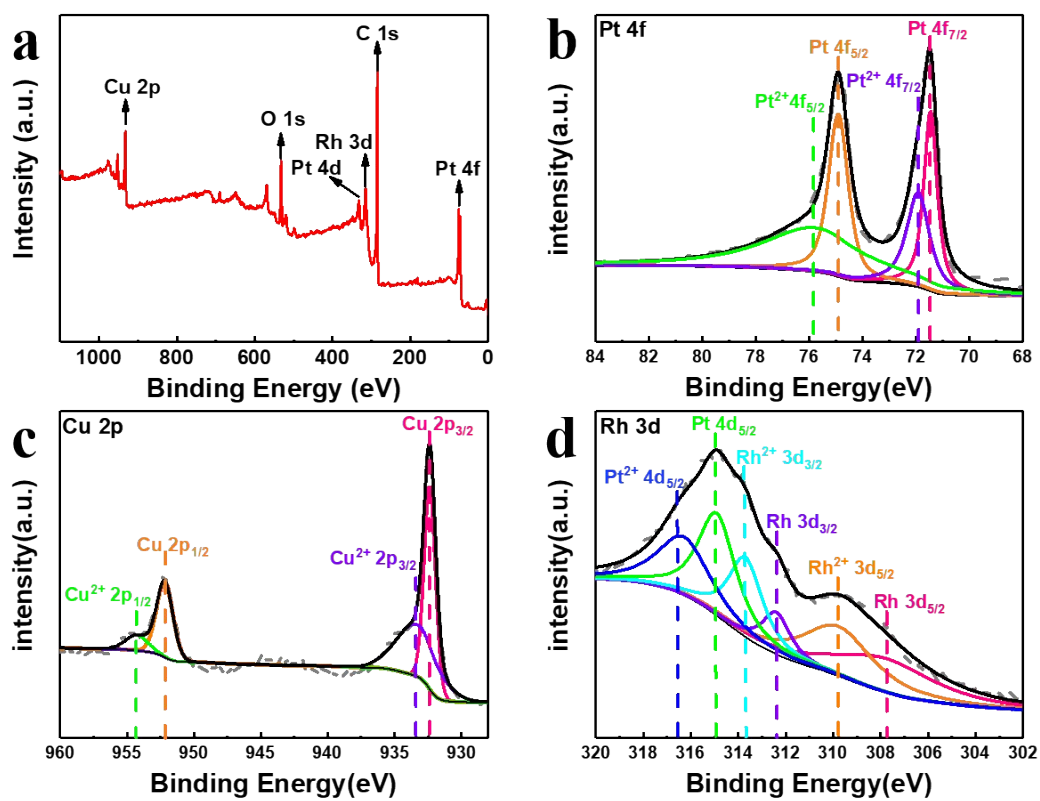 a
C 1s
Cu 2p
O 1s
Rh 3d
Pt 4d
Pt 4f
Intensity (a.u.)
1000 800 600 400 200 0
Binding Energy (eV)
b
Pt 4f
Pt 4f7/2
Pt 4f5/2
Pt2+ 4f7/2
Pt2+ 4f5/2
intensity(a.u.)
84 82 80 78 76 74 72 70 68
Binding Energy(eV)
c
Cu 2p
Cu 2p3/2
Cu 2p1/2
Cu2+ 2p3/2
Cu2+ 2p1/2
intensity(a.u.)
960 955 950 945 940 935 930
Binding Energy(eV)
d
Rh 3d
Pt 4d5/2
Rh2+ 3d3/2
Pt2+ 4d5/2
Rh 3d3/2
Rh2+ 3d5/2
Rh 3d5/2
intensity(a.u.)
320 318 316 314 312 310 308 306 304 302
Binding Energy(eV)